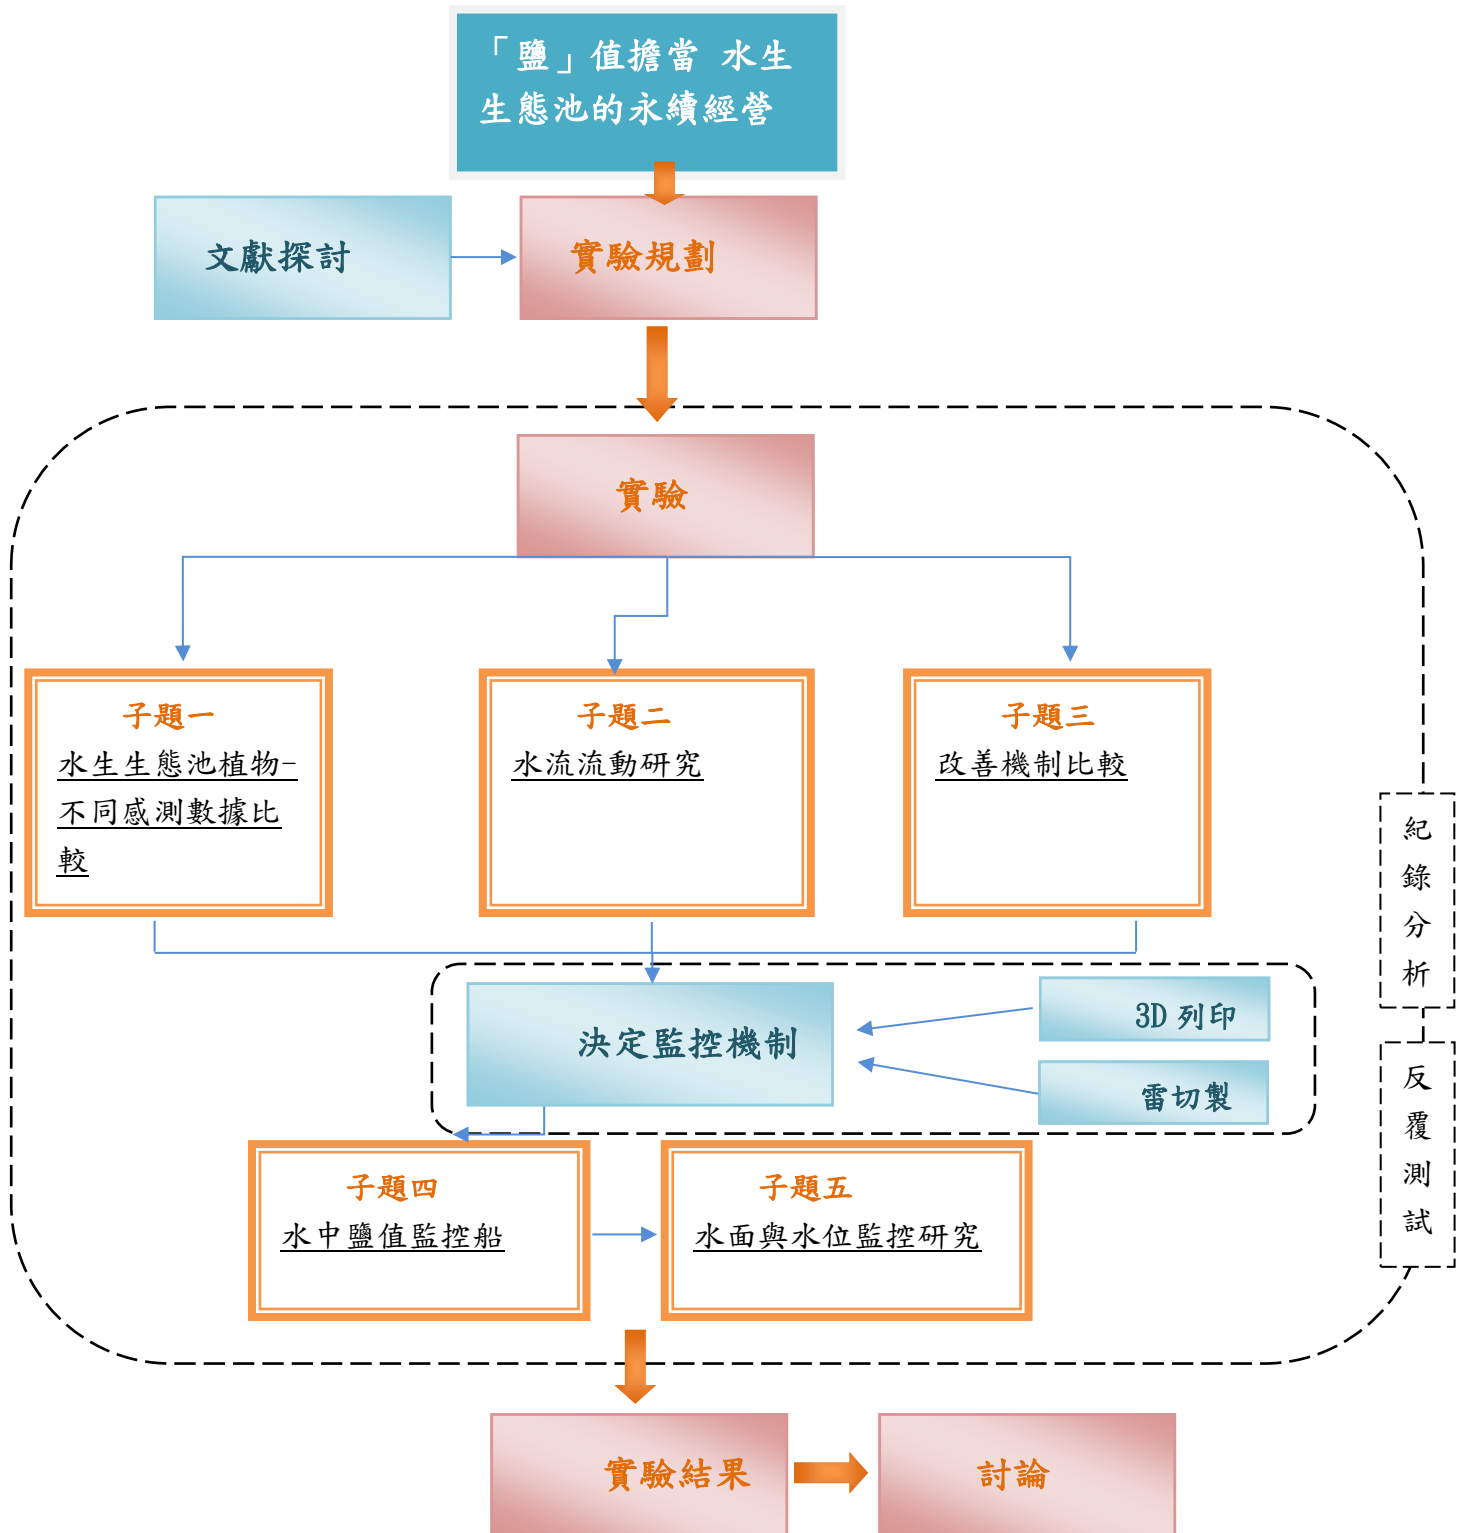 「鹽」值擔當 水生
生態池的永續經營
文獻探討
實驗規劃
實驗
子題一
水生生態池植物-
不同感測數據比
較
子題二
水流流動研究
子題三
改善機制比較
紀
錄
分
析
決定監控機制
3D 列印
雷切製
反
覆
測
試
子題四
水中鹽值監控船
子題五
水面與水位監控研究
實驗結果
討論